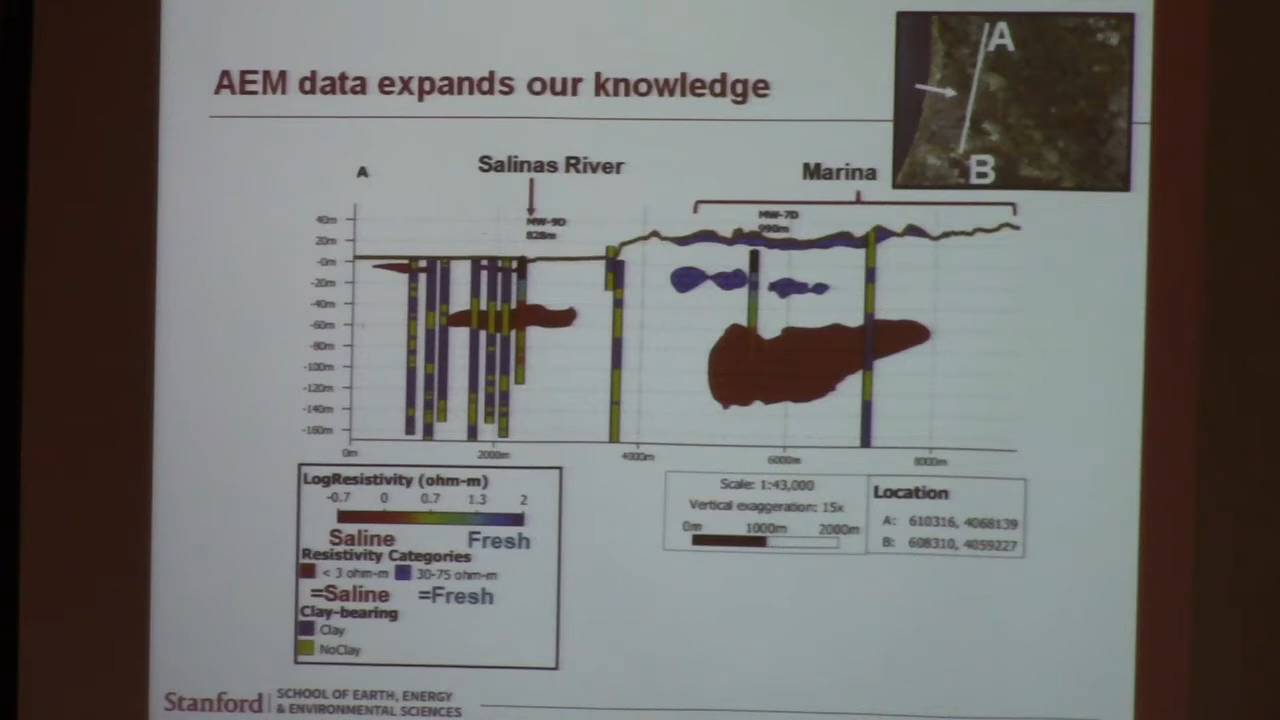 AEM data expands our knowledge
A
B
A
Salinas River
Marina
MW-9D
828m
MW-7D
990m
40m
20m
-0m
-20m
-40m
-60m
-80m
-100m
-120m
-140m
-160m
0m
2000m
4000m
6000m
8000m
LogResistivity (ohm-m)
-0.7 0 0.7 1.3 2
Saline Fresh
Resistivity Categories
< 3 ohm-m 30-75 ohm-m
=Saline =Fresh
Clay-bearing
Clay
NoClay
Scale: 1:43,000
Vertical exaggeration: 15x
0m 1000m 2000m
Location
A: 610316, 4068139
B: 608310, 4059227
Stanford
SCHOOL OF EARTH, ENERGY
& ENVIRONMENTAL SCIENCES